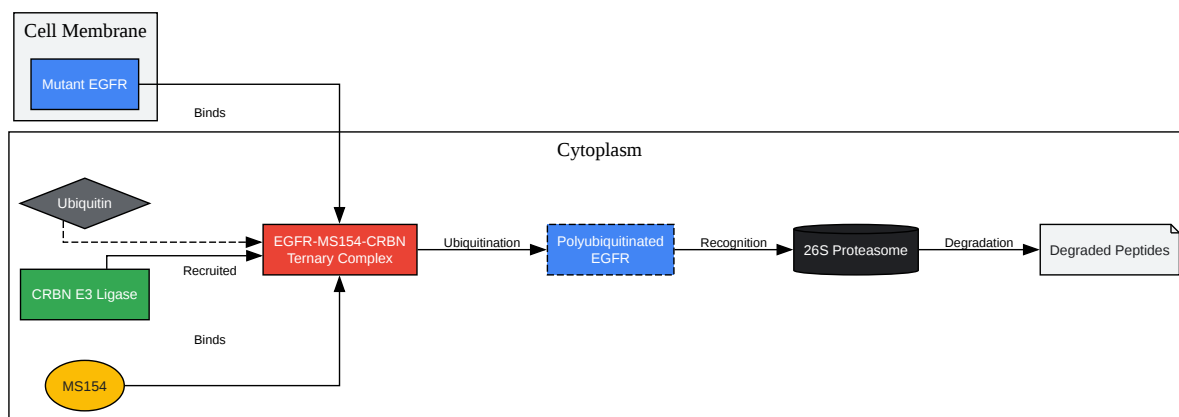 Cell Membrane
Mutant EGFR
Binds
Cytoplasm
Ubiquitin
EGFR-MS154-CRBN
Ternary Complex
Ubiquitination
Polyubiquitinated
EGFR
Recognition
26S Proteasome
Degradation
Degraded Peptides
Recruited
CRBN E3 Ligase
Binds
MS154